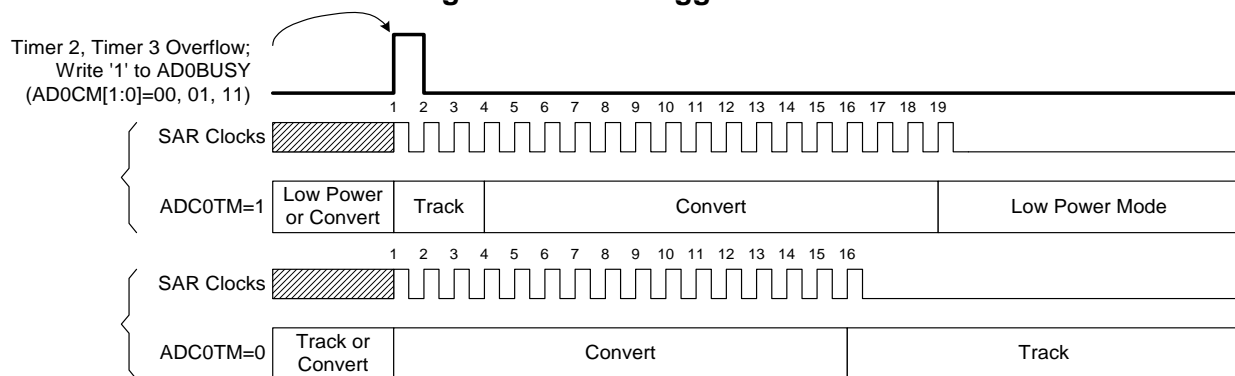 Timer 2, Timer 3 Overflow;
Write '1' to AD0BUSY
(AD0CM[1:0]=00, 01, 11)
1 2 3 4 5 6 7 8 9 10 11 12 13 14 15 16 17 18 19
SAR Clocks
ADC0TM=1
Low Power
or Convert
Track
Convert
Low Power Mode
1 2 3 4 5 6 7 8 9 10 11 12 13 14 15 16
SAR Clocks
ADC0TM=0
Track or
Convert
Convert
Track